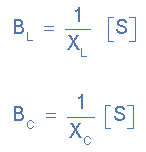 B_L = 1/X_L [S]
B_C = 1/X_C [S]